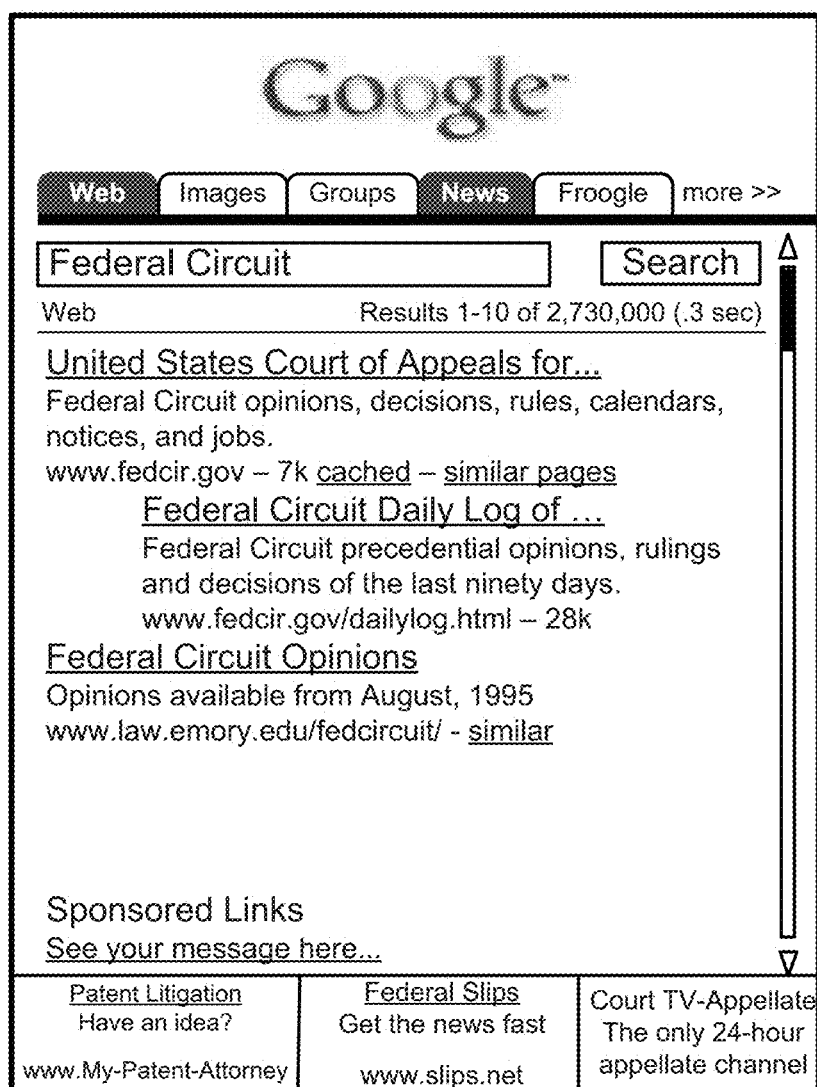 Google™
Web Images Groups News Froogle more >>
Federal Circuit Search
Web Results 1-10 of 2,730,000 (.3 sec)
United States Court of Appeals for...
Federal Circuit opinions, decisions, rules, calendars,
notices, and jobs.
www.fedcir.gov – 7k cached – similar pages
Federal Circuit Daily Log of ...
Federal Circuit precedential opinions, rulings
and decisions of the last ninety days.
www.fedcir.gov/dailylog.html – 28k
Federal Circuit Opinions
Opinions available from August, 1995
www.law.emory.edu/fedcircuit/ - similar
Sponsored Links
See your message here...
Patent Litigation
Have an idea?
www.My-Patent-Attorney
Federal Slips
Get the news fast
www.slips.net
Court TV-Appellate
The only 24-hour
appellate channel